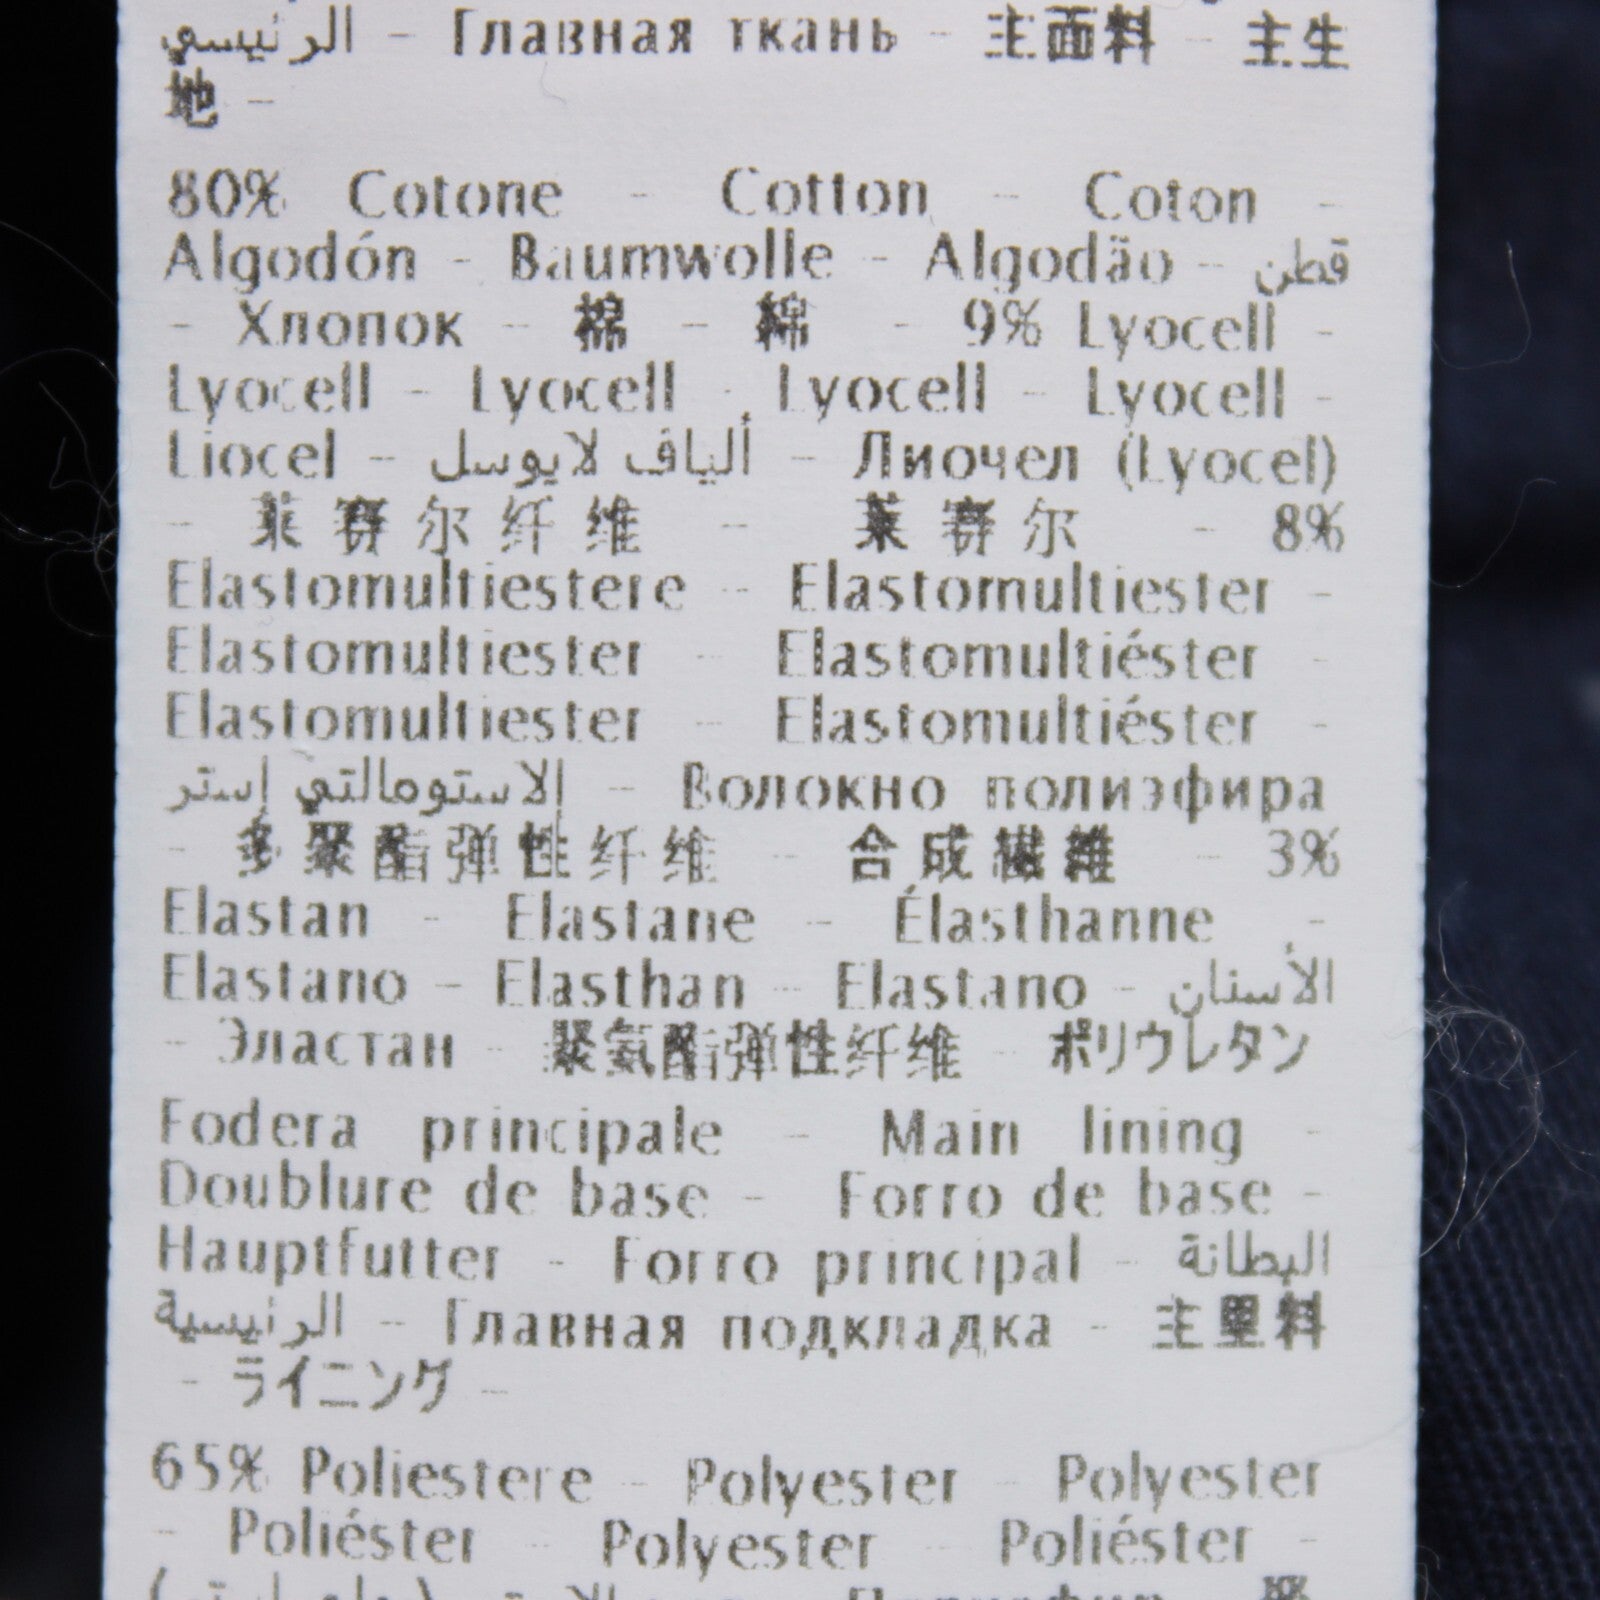 الرئيسي - Главная ткань - 主面料 - 主生
地 -
80% Cotone - Cotton - Coton -
Algodón - Baumwolle - Algodão - قطن
- Хлопок - 棉 - 綿 - 9% Lyocell -
Lyocell - Lyocell - Lyocell - Lyocell -
Liocel - ألياف لايوسل - Лиочел (Lyocel)
- 莱赛尔纤维 - 莱赛尔 - 8%
Elastomultiestere - Elastomultiester -
Elastomultiester - Elastomultiéster -
Elastomultiester - Elastomultiéster -
الاستومالتي إستر - Волокно полиэфира
- 多聚酯弹性纤维 - 合成繊維 - 3%
Elastan - Elastane - Élasthanne -
Elastano - Elasthan - Elastano - الأستان
- Эластан - 聚氨酯弹性纤维 - ポリウレタン
Fodera principale - Main lining -
Doublure de base - Forro de base -
Hauptfutter - Forro principal - البطانة
الرئيسية - Главная подкладка - 主里料
- ライニング -
65% Poliestere - Polyester - Polyester
- Poliéster - Polyester - Poliéster -